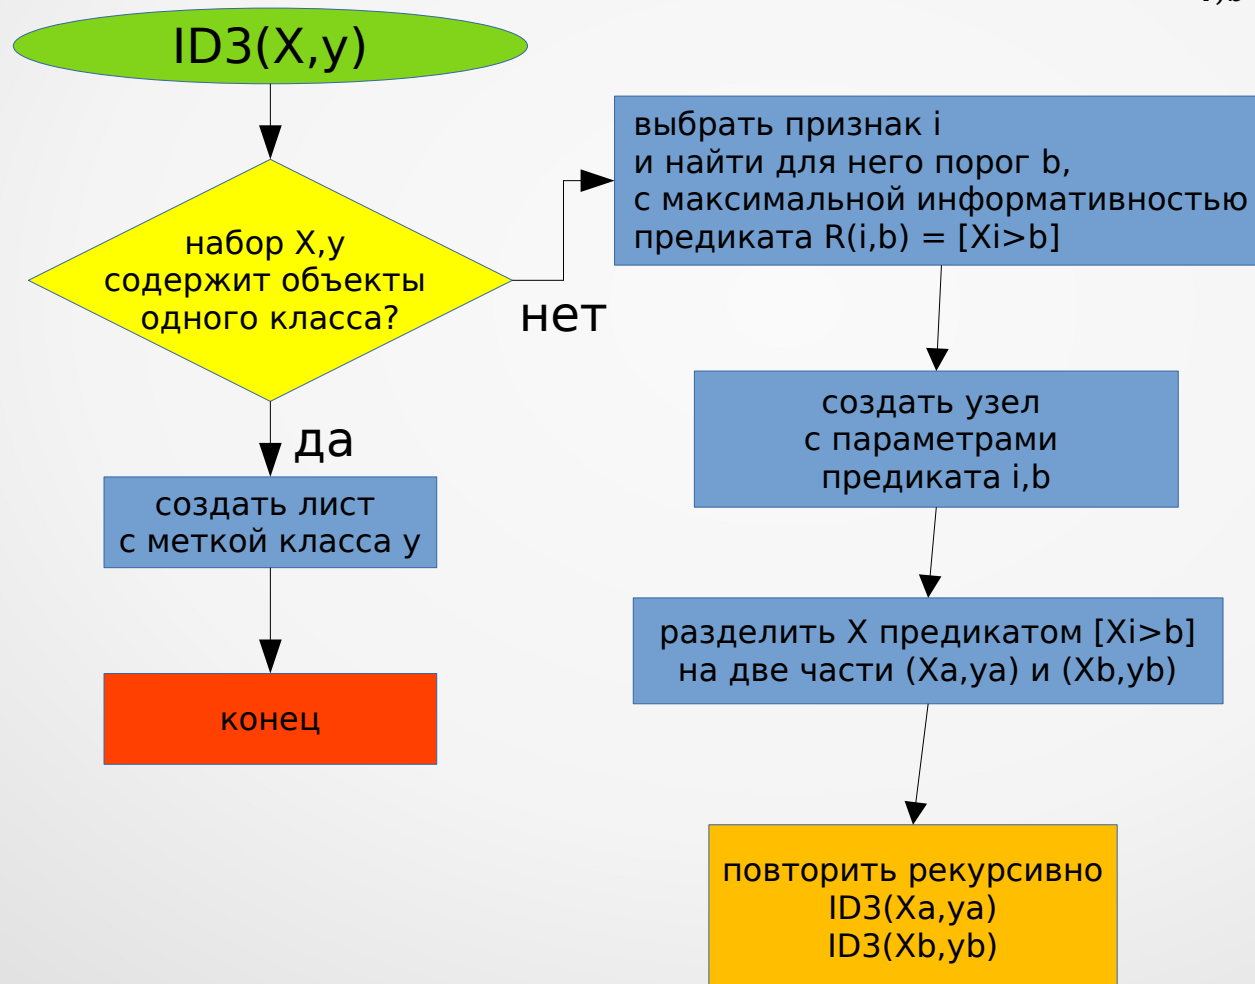 ID3(X,y)
набор X,y
содержит объекты
одного класса?
нет
да
создать лист
с меткой класса y
конец
выбрать признак i
и найти для него порог b,
с максимальной информативностью
предиката R(i,b) = [Xi>b]
создать узел
с параметрами
предиката i,b
разделить X предикатом [Xi>b]
на две части (Xa,ya) и (Xb,yb)
повторить рекурсивно
ID3(Xa,ya)
ID3(Xb,yb)